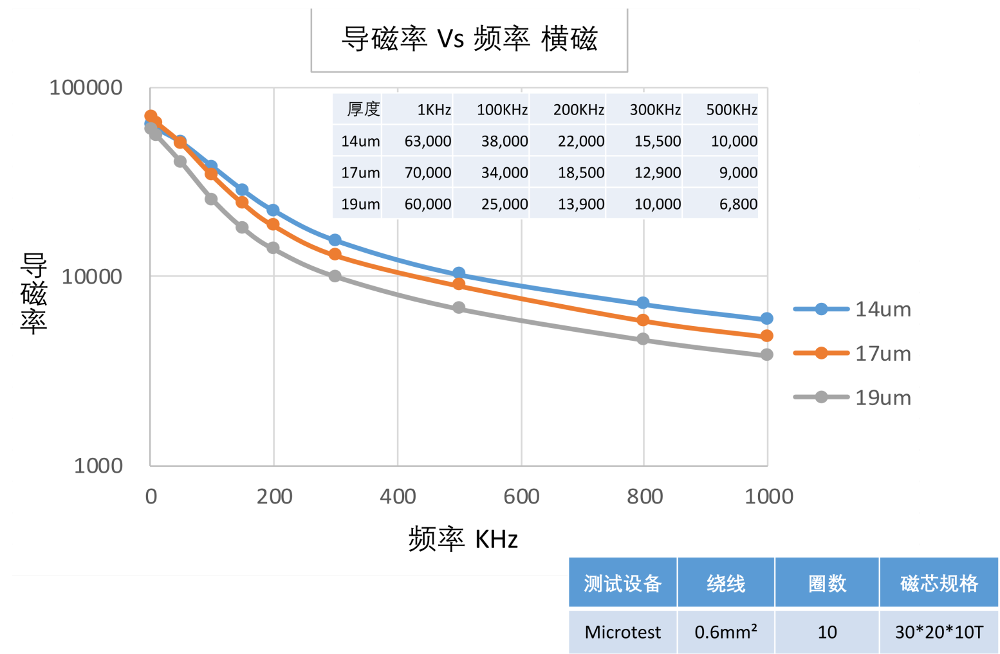 导磁率 Vs 频率 横磁
100000
10000
1000
导磁率
厚度 1KHz 100KHz 200KHz 300KHz 500KHz
14um 63,000 38,000 22,000 15,500 10,000
17um 70,000 34,000 18,500 12,900 9,000
19um 60,000 25,000 13,900 10,000 6,800
14um
17um
19um
0 200 400 600 800 1000
频率 KHz
测试设备 绕线 圈数 磁芯规格
Microtest 0.6mm² 10 30*20*10T